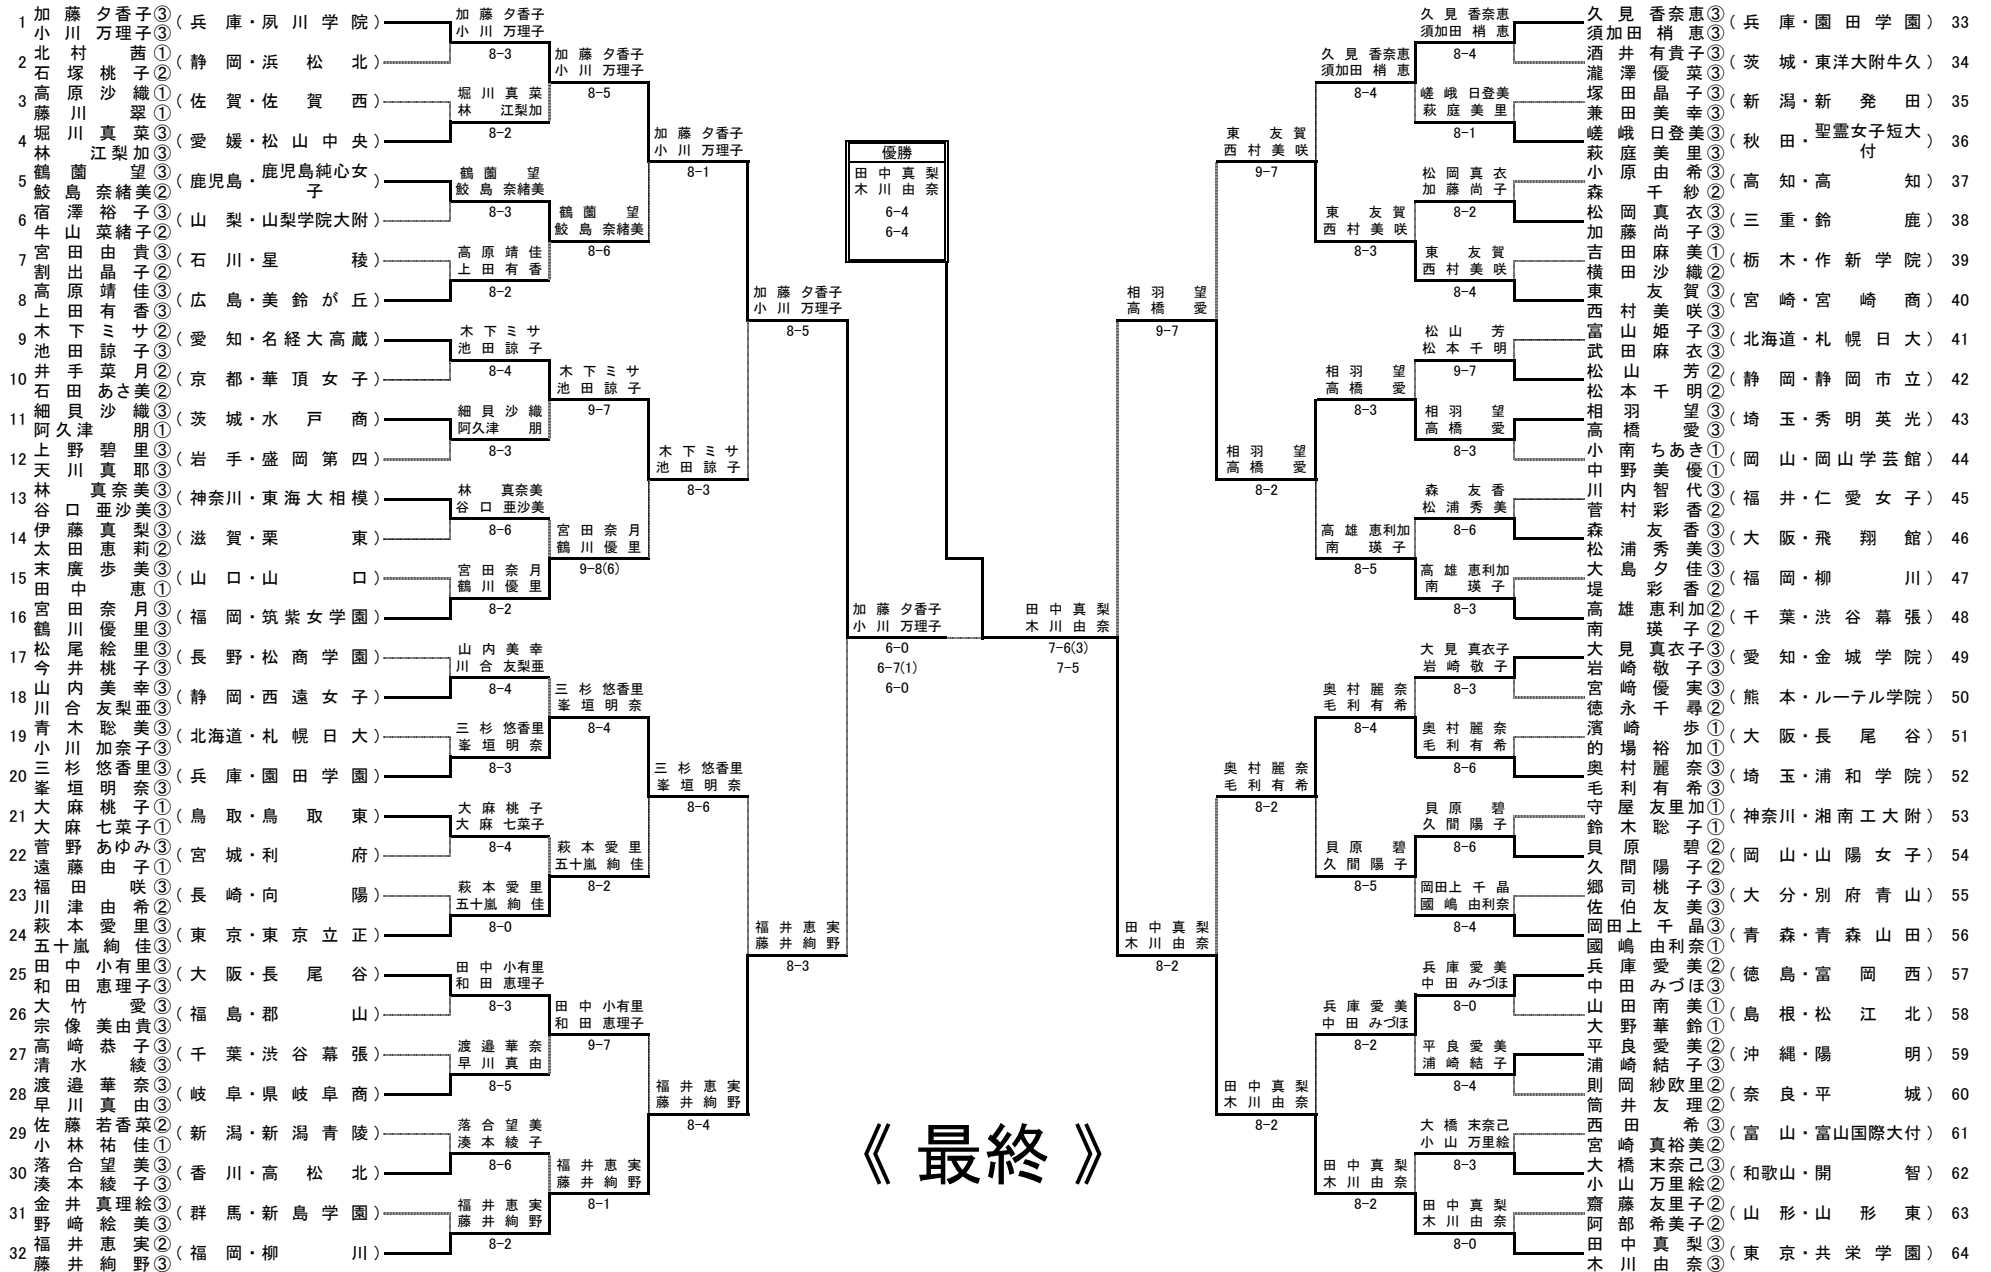 1 加藤 夕香子③ 小川 万理子③ (兵庫・夙川学院)
2 北村 茜① 石塚 桃子② (静岡・浜松北)
3 高原 沙織① 藤川 翠① (佐賀・佐賀西)
4 堀川 真菜③ 林 江梨加③ (愛媛・松山中央)
5 鶴薗 望③ 鮫島 奈緒美② (鹿児島・鹿児島純心女子)
6 宿澤 裕子③ 牛山 菜緒子② (山梨・山梨学院大附)
7 宮田 由貴③ 割出 晶子② (石川・星稜)
8 高原 靖佳③ 上田 有香③ (広島・美鈴が丘)
9 木下 ミサ② 池田 諒子③ (愛知・名経大高蔵)
10 井手 菜月② 石田 あさ美② (京都・華頂女子)
11 細貝 沙織③ 阿久津 朋① (茨城・水戸商)
12 上野 碧里③ 天川 真耶③ (岩手・盛岡第四)
13 林 真奈美③ 谷口 亜沙美③ (神奈川・東海大相模)
14 伊藤 真梨③ 太田 恵莉② (滋賀・栗東)
15 末廣 歩美③ 田中 恵① (山口・山口)
16 宮田 奈月③ 鶴川 優里③ (福岡・筑紫女学園)
17 松尾 絵里③ 今井 桃子③ (長野・松商学園)
18 山内 美幸③ 川合 友梨亜③ (静岡・西遠女子)
19 青木 聡美③ 小川 加奈子③ (北海道・札幌日大)
20 三杉 悠香里③ 峯垣 明奈③ (兵庫・園田学園)
21 大麻 桃子① 大麻 七菜子① (鳥取・鳥取東)
22 菅野 あゆみ③ 遠藤 由子① (宮城・利府)
23 福田 咲③ 川津 由希② (長崎・向陽)
24 萩本 愛里③ 五十嵐 絢佳③ (東京・東京立正)
25 田中 小有里③ 和田 恵理子③ (大阪・長尾谷)
26 大竹 愛③ 宗像 美由貴③ (福島・郡山)
27 高﨑 恭子③ 清水 綾③ (千葉・渋谷幕張)
28 渡邉 華奈③ 早川 真由③ (岐阜・県岐阜商)
29 佐藤 若香菜② 小林 祐佳① (新潟・新潟青陵)
30 落合 望美③ 湊本 綾子③ (香川・高松北)
31 金井 真理絵③ 野﨑 絵美③ (群馬・新島学園)
32 福井 恵実② 藤井 絢野③ (福岡・柳川)
加藤 夕香子 小川 万理子 8-3
堀川 真菜 林 江梨加 8-2
鶴薗 望 鮫島 奈緒美 8-3
高原 靖佳 上田 有香 8-2
木下 ミサ 池田 諒子 8-4
細貝 沙織 阿久津 朋 8-3
林 真奈美 谷口 亜沙美 8-6
宮田 奈月 鶴川 優里 8-2
山内 美幸 川合 友梨亜 8-4
三杉 悠香里 峯垣 明奈 8-3
大麻 桃子 大麻 七菜子 8-4
萩本 愛里 五十嵐 絢佳 8-0
田中 小有里 和田 恵理子 8-3
渡邉 華奈 早川 真由 8-5
落合 望美 湊本 綾子 8-6
福井 恵実 藤井 絢野 8-2
加藤 夕香子 小川 万理子 8-5
鶴薗 望 鮫島 奈緒美 8-6
木下 ミサ 池田 諒子 9-7
宮田 奈月 鶴川 優里 9-8(6)
三杉 悠香里 峯垣 明奈 8-4
萩本 愛里 五十嵐 絢佳 8-2
田中 小有里 和田 恵理子 9-7
福井 恵実 藤井 絢野 8-1
加藤 夕香子 小川 万理子 8-1
木下 ミサ 池田 諒子 8-3
三杉 悠香里 峯垣 明奈 8-6
福井 恵実 藤井 絢野 8-4
加藤 夕香子 小川 万理子 8-5
福井 恵実 藤井 絢野 8-3
加藤 夕香子 小川 万理子 6-0 6-7(1) 6-0
優勝
田中 真梨
木川 由奈
6-4
6-4
《 最終 》
田中 真梨 木川 由奈 7-6(3) 7-5
相羽 望 高橋 愛 9-7
田中 真梨 木川 由奈 8-2
東 友賀 西村 美咲 9-7
相羽 望 高橋 愛 8-2
奥村 麗奈 毛利 有希 8-2
田中 真梨 木川 由奈 8-2
久見 香奈恵 須加田 梢恵 8-4
東 友賀 西村 美咲 8-3
相羽 望 高橋 愛 8-3
高雄 恵利加 南 瑛子 8-5
奥村 麗奈 毛利 有希 8-4
貝原 碧 久間 陽子 8-5
兵庫 愛美 中田 みづほ 8-2
田中 真梨 木川 由奈 8-2
久見 香奈恵 須加田 梢恵 8-4
嵯峨 日登美 萩庭 美里 8-1
松岡 真衣 加藤 尚子 8-2
東 友賀 西村 美咲 8-4
松山 芳 松本 千明 9-7
相羽 望 高橋 愛 8-3
森 友香 松浦 秀美 8-6
高雄 恵利加 南 瑛子 8-3
大見 真衣子 岩崎 敬子 8-3
奥村 麗奈 毛利 有希 8-6
貝原 碧 久間 陽子 8-6
岡田上 千晶 國嶋 由利奈 8-4
兵庫 愛美 中田 みづほ 8-0
平良 愛美 浦崎 結子 8-4
大橋 末奈己 小山 万里絵 8-3
田中 真梨 木川 由奈 8-0
久見 香奈恵③ 須加田 梢恵③ (兵庫・園田学園) 33
酒井 有貴子③ 瀧澤 優菜③ (茨城・東洋大附牛久) 34
塚田 晶子③ 兼田 美幸③ (新潟・新発田) 35
嵯峨 日登美③ 萩庭 美里③ (秋田・聖霊女子短大付) 36
小原 由希③ 森 千紗② (高知・高知) 37
松岡 真衣③ 加藤 尚子③ (三重・鈴鹿) 38
吉田 麻美① 横田 沙織② (栃木・作新学院) 39
東 友賀③ 西村 美咲③ (宮崎・宮崎商) 40
富山 姫子③ 武田 麻衣③ (北海道・札幌日大) 41
松山 芳② 松本 千明② (静岡・静岡市立) 42
相羽 望③ 高橋 愛③ (埼玉・秀明英光) 43
小南 ちあき① 中野 美優① (岡山・岡山学芸館) 44
川内 智代③ 菅村 彩香② (福井・仁愛女子) 45
森 友香③ 松浦 秀美③ (大阪・飛翔館) 46
大島 夕佳③ 堤 彩香② (福岡・柳川) 47
高雄 恵利加② 南 瑛子② (千葉・渋谷幕張) 48
大見 真衣子③ 岩崎 敬子③ (愛知・金城学院) 49
宮﨑 優実③ 徳永 千尋② (熊本・ルーテル学院) 50
濱崎 歩① 的場 裕加① (大阪・長尾谷) 51
奥村 麗奈③ 毛利 有希③ (埼玉・浦和学院) 52
守屋 友里加① 鈴木 聡子① (神奈川・湘南工大附) 53
貝原 碧② 久間 陽子② (岡山・山陽女子) 54
郷司 桃子③ 佐伯 友美③ (大分・別府青山) 55
岡田上 千晶③ 國嶋 由利奈① (青森・青森山田) 56
兵庫 愛美② 中田 みづほ③ (徳島・富岡西) 57
山田 南美① 大野 華鈴① (島根・松江北) 58
平良 愛美② 浦崎 結子③ (沖縄・陽明) 59
則岡 紗欧里② 筒井 友理② (奈良・平城) 60
西田 希③ 宮崎 真裕美② (富山・富山国際大付) 61
大橋 末奈己③ 小山 万里絵② (和歌山・開智) 62
齋藤 友里子② 阿部 希美子② (山形・山形東) 63
田中 真梨③ 木川 由奈③ (東京・共栄学園) 64